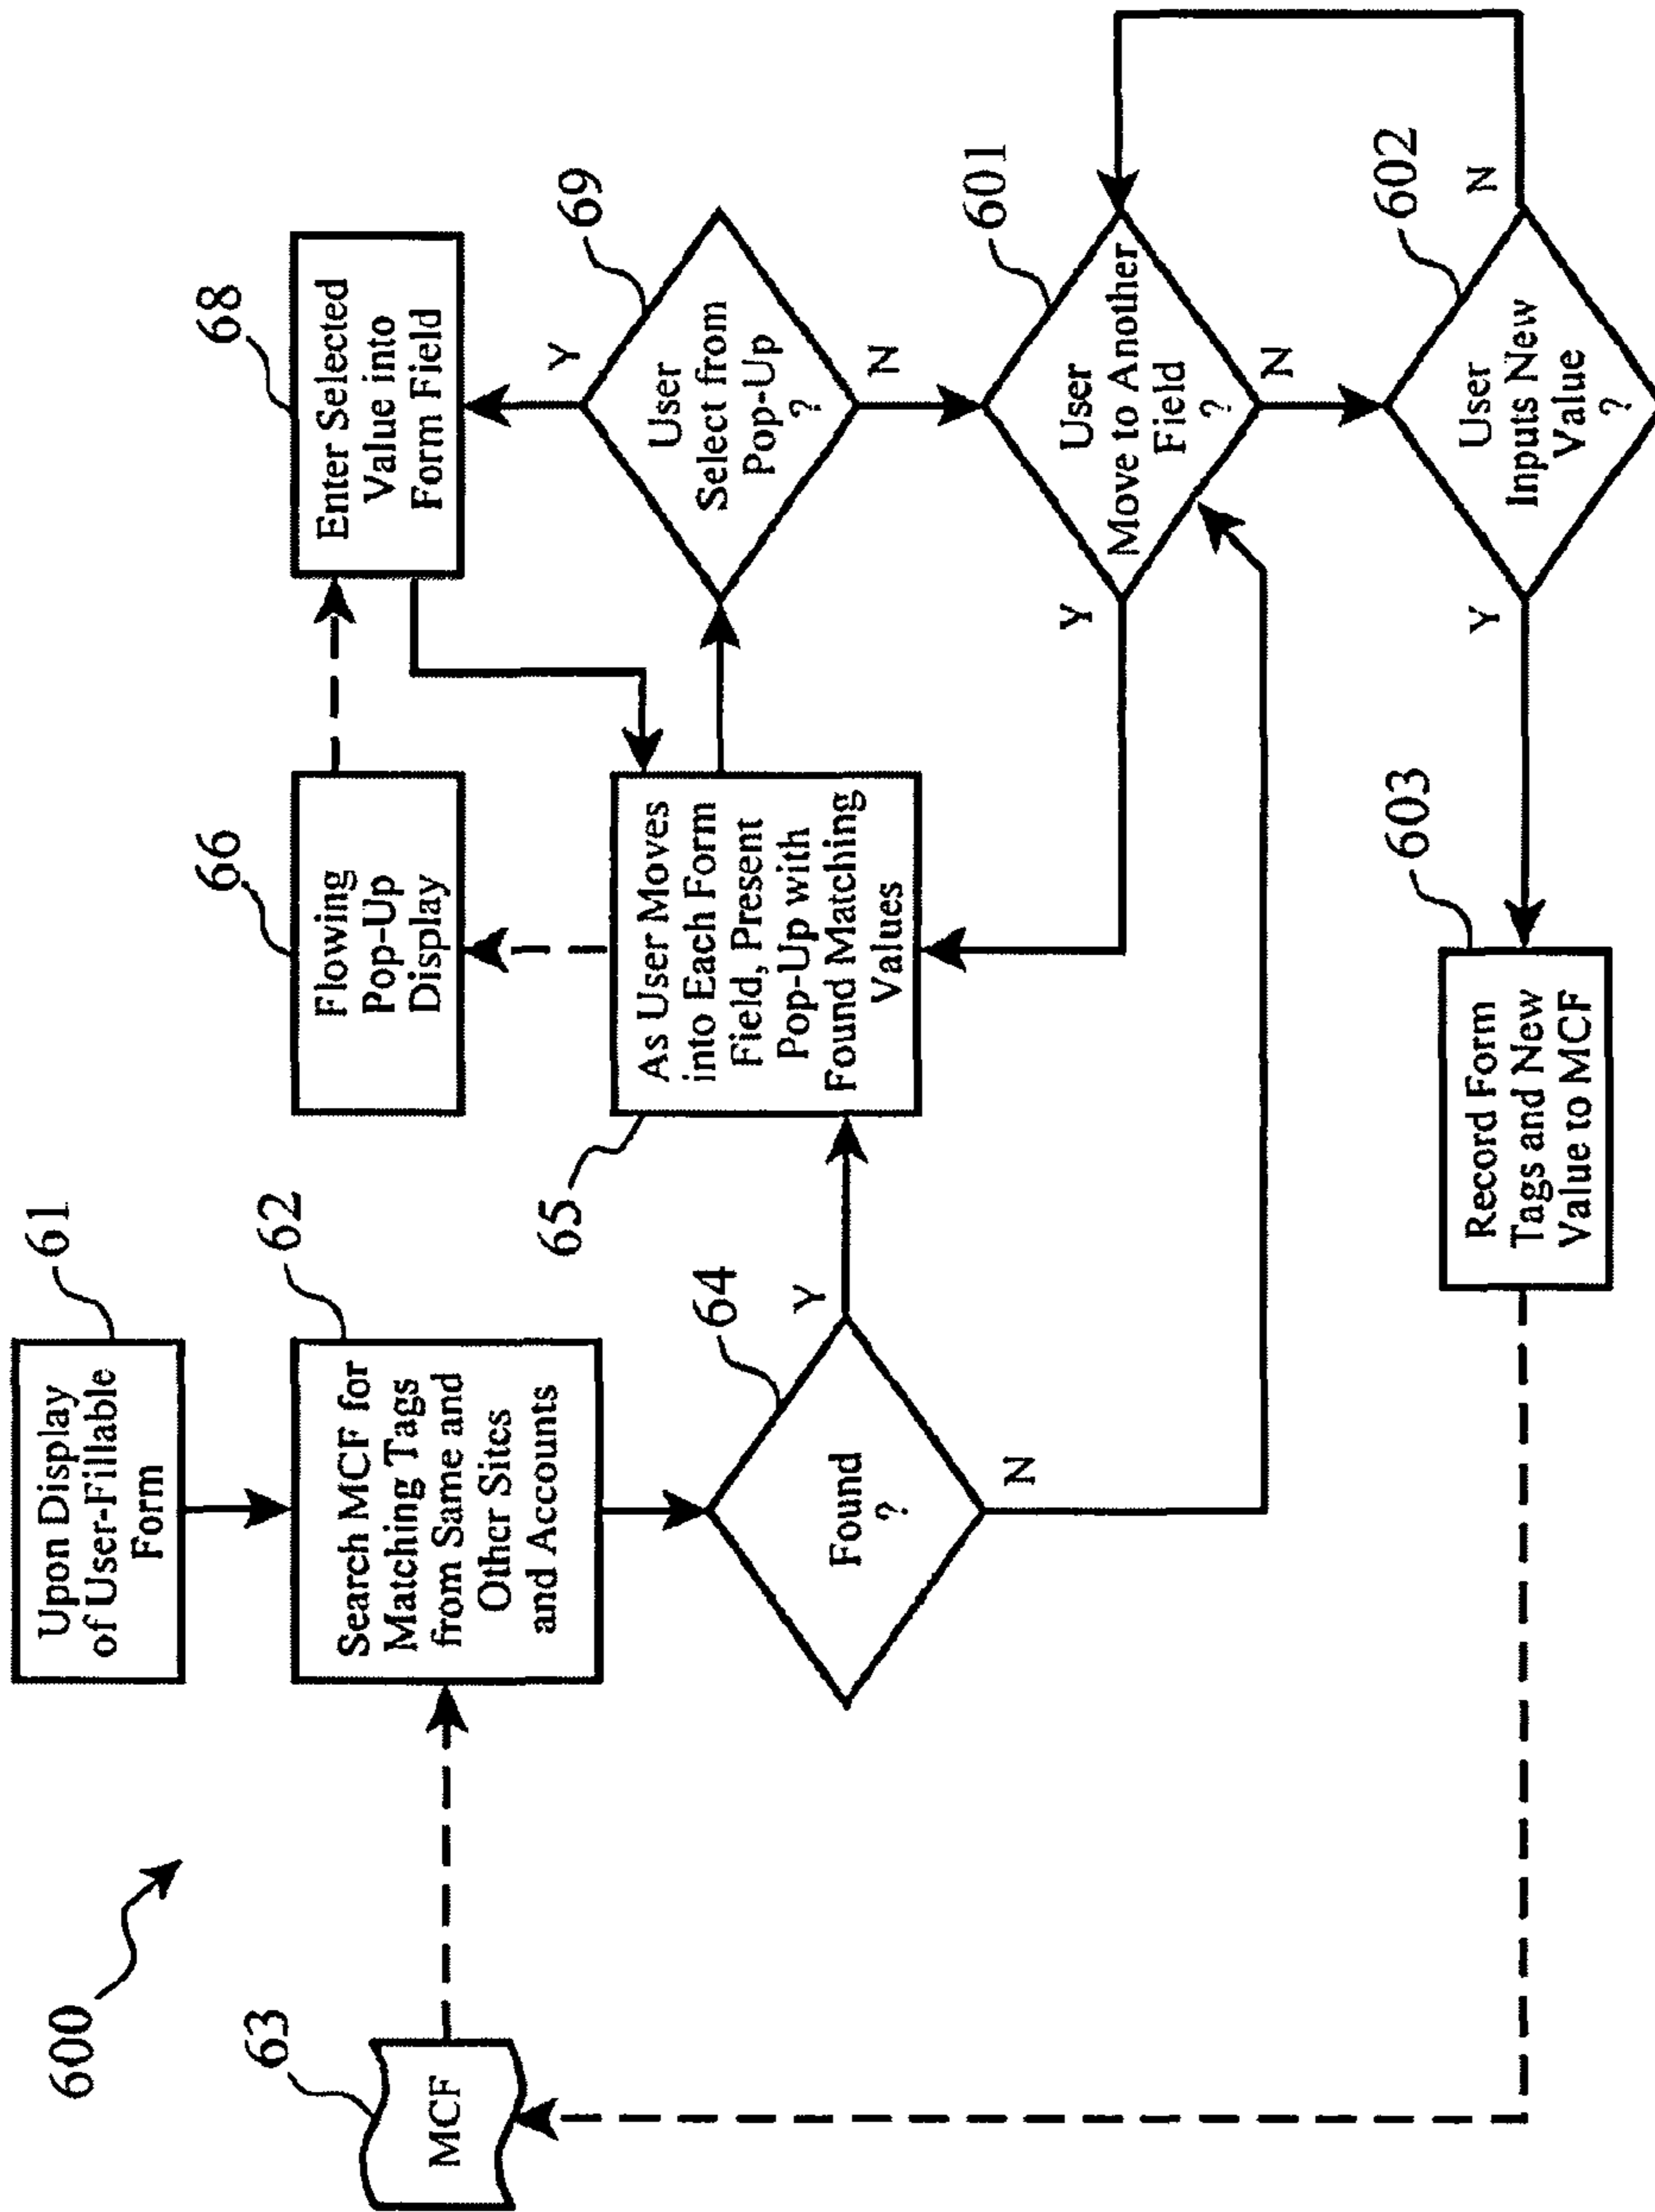 600
61
Upon Display
of User-Fillable
Form
62
Search MCF for
Matching Tags
from Same and
Other Sites
and Accounts
63
MCF
64
Found
?
Y
N
65
As User Moves
into Each Form
Field, Present
Pop-Up with
Found Matching
Values
66
Flowing
Pop-Up
Display
68
Enter Selected
Value into
Form Field
69
User
Select from
Pop-Up
?
Y
N
601
User
Move to Another
Field
?
Y
N
602
User
Inputs New
Value
?
Y
N
603
Record Form
Tags and New
Value to MCF